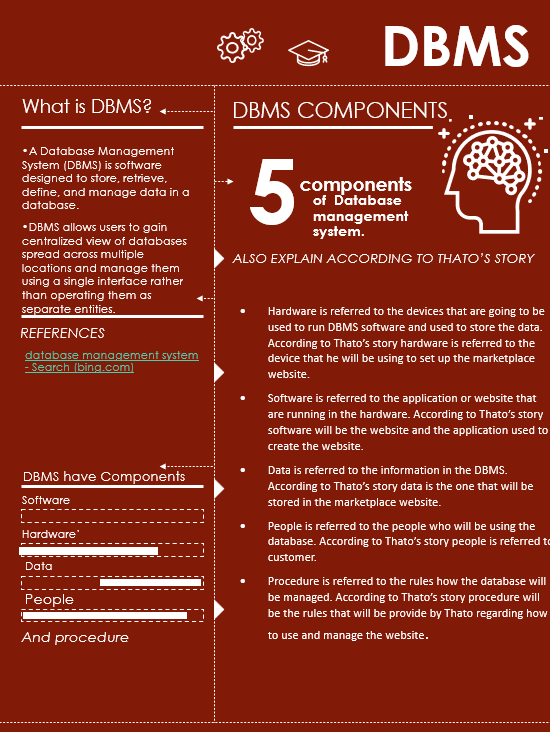 DBMS
What is DBMS?
•A Database Management
System (DBMS) is software
designed to store, retrieve,
define, and manage data in a
database.
•DBMS allows users to gain
centralized view of databases
spread across multiple
locations and manage them
using a single interface rather
than operating them as
separate entities.
REFERENCES
database management system
- Search (bing.com)
DBMS have Components
Software
Hardware'
Data
People
And procedure
DBMS COMPONENTS
5 components
of Database
management
system.
ALSO EXPLAIN ACCORDING TO THATO'S STORY
• Hardware is referred to the devices that are going to be
used to run DBMS software and used to store the data.
According to Thato's story hardware is referred to the
device that he will be using to set up the marketplace
website.
• Software is referred to the application or website that
are running in the hardware. According to Thato's story
software will be the website and the application used to
create the website.
• Data is referred to the information in the DBMS.
According to Thato's story data is the one that will be
stored in the marketplace website.
• People is referred to the people who will be using the
database. According to Thato's story people is referred to
customer.
• Procedure is referred to the rules how the database will
be managed. According to Thato's story procedure will
be the rules that will be provide by Thato regarding how
to use and manage the website.